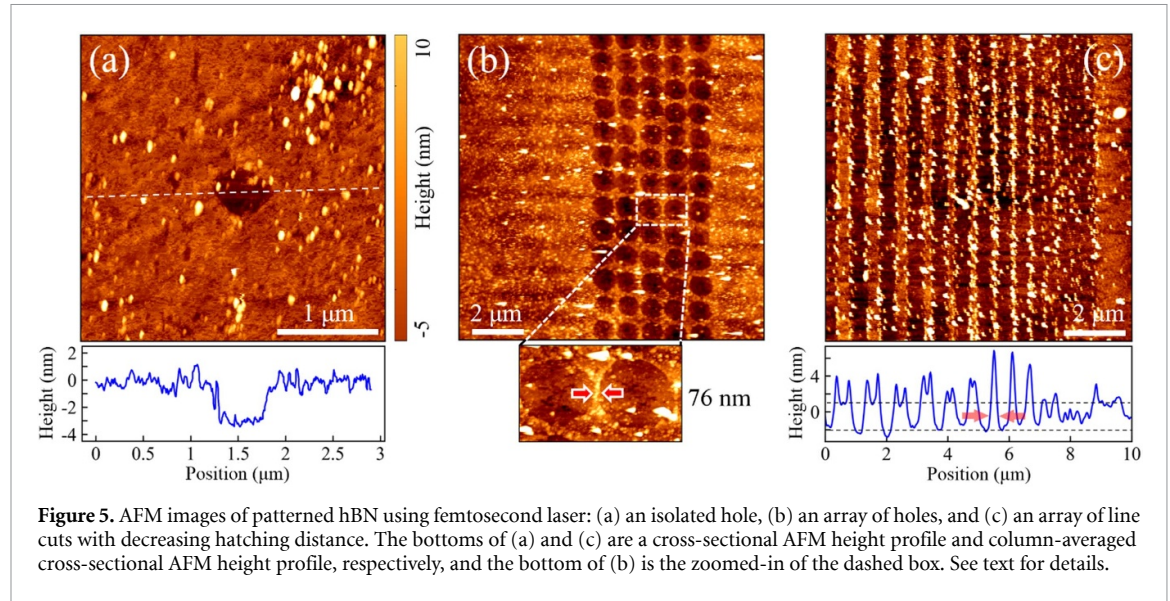 (a)
10
Height (nm)
-5
1 μm
(b)
2 μm
(c)
2 μm
Height (nm)
2
0
-2
-4
0 0.5 1 1.5 2 2.5 3
Position (μm)
76 nm
Height (nm)
4
0
0 2 4 6 8 10
Position (μm)
Figure 5. AFM images of patterned hBN using femtosecond laser: (a) an isolated hole, (b) an array of holes, and (c) an array of line
cuts with decreasing hatching distance. The bottoms of (a) and (c) are a cross-sectional AFM height profile and column-averaged
cross-sectional AFM height profile, respectively, and the bottom of (b) is the zoomed-in of the dashed box. See text for details.